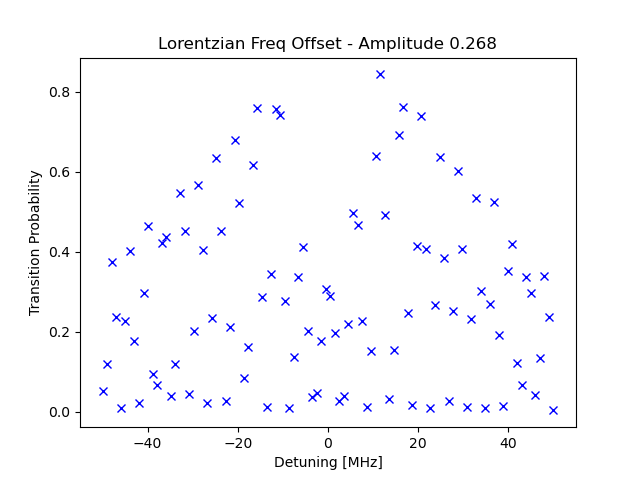 Lorentzian Freq Offset - Amplitude 0.268
Transition Probability
0.8
0.6
0.4
0.2
0.0
−40 −20 0 20 40
Detuning [MHz]